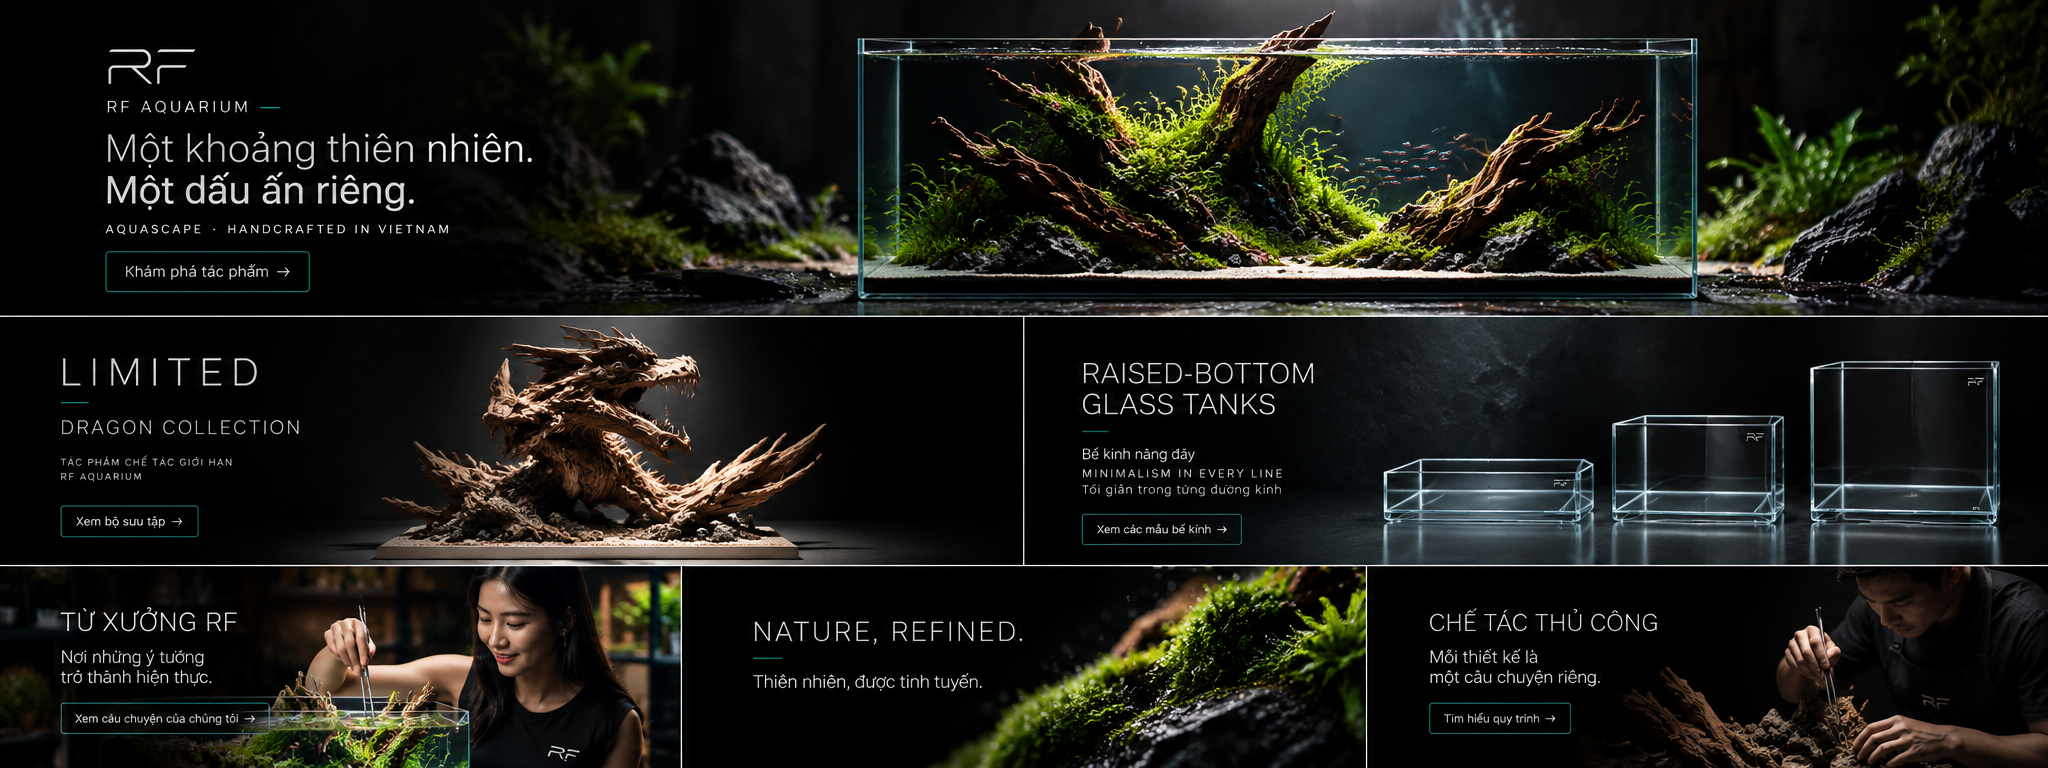 RF
RF AQUARIUM
Một khoảng thiên nhiên.
Một dấu ấn riêng.
AQUASCAPE · HANDCRAFTED IN VIETNAM
Khám phá tác phẩm →
LIMITED
DRAGON COLLECTION
TÁC PHẨM CHẾ TÁC GIỚI HẠN
RF AQUARIUM
Xem bộ sưu tập →
RAISED-BOTTOM
GLASS TANKS
Bể kính nâng đáy
MINIMALISM IN EVERY LINE
Tối giản trong từng đường kính
Xem các mẫu bể kính →
RF
RF
RF
TỪ XƯỞNG RF
Nơi những ý tưởng
trở thành hiện thực.
Xem câu chuyện của chúng tôi →
RF
NATURE, REFINED.
Thiên nhiên, được tinh tuyển.
CHẾ TÁC THỦ CÔNG
Mỗi thiết kế là
một câu chuyện riêng.
Tìm hiểu quy trình →
RF